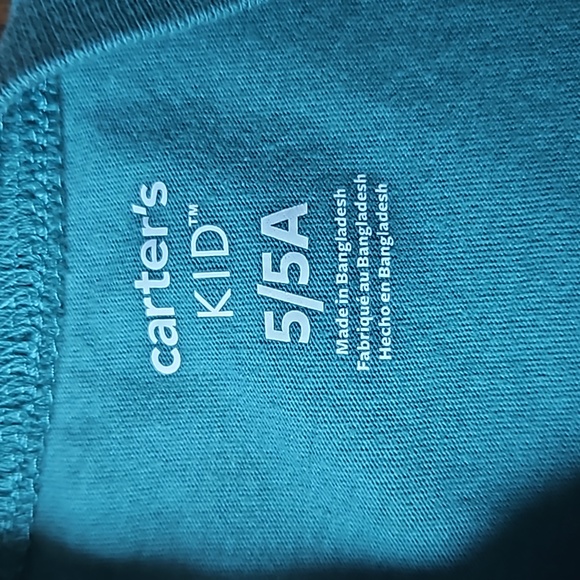 carter's
KID™
5/5A
Made in Bangladesh
Fabriqué au Bangladesh
Hecho en Bangladesh